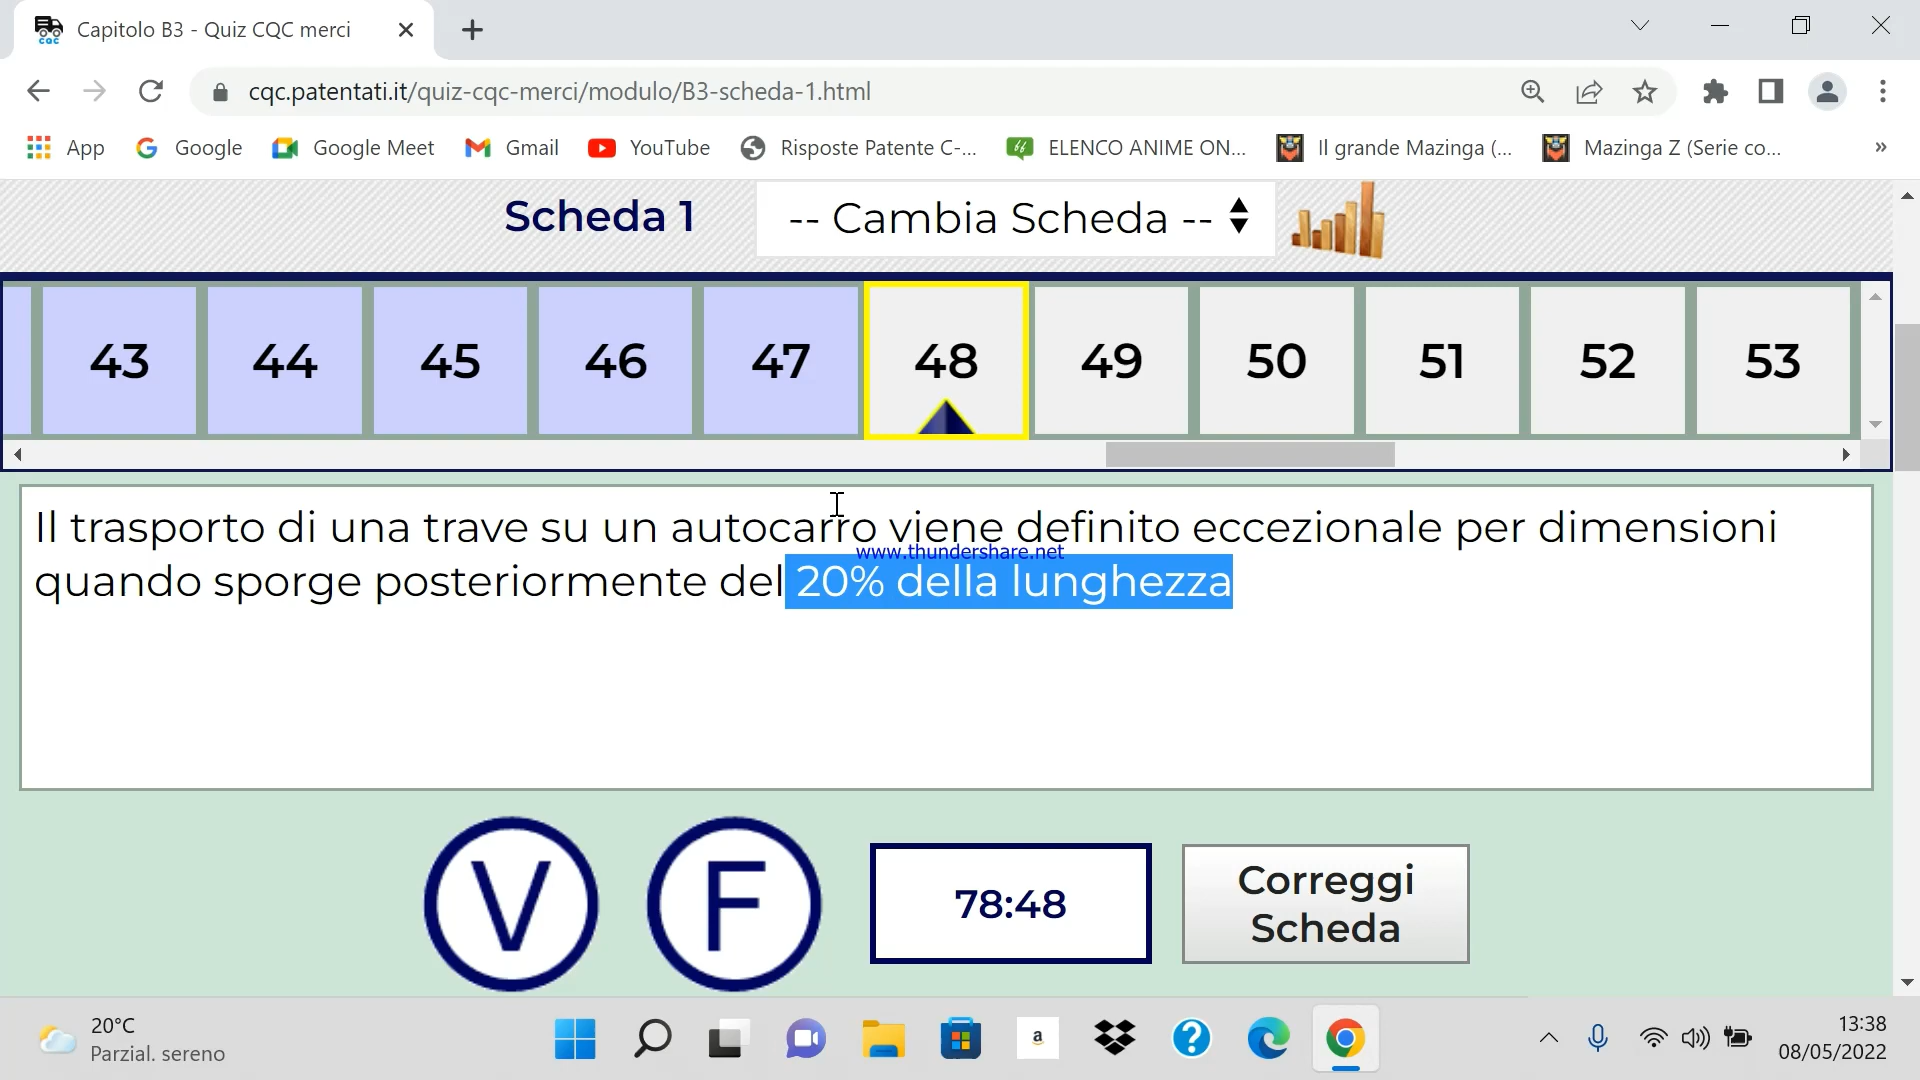 Capitolo B3 - Quiz CQC merci
cqc.patentati.it/quiz-cqc-merci/modulo/B3-scheda-1.html
App Google Google Meet Gmail YouTube Risposte Patente C-... ELENCO ANIME ON... Il grande Mazinga (... Mazinga Z (Serie co... »
Scheda 1 -- Cambia Scheda --
43 44 45 46 47 48 49 50 51 52 53
Il trasporto di una trave su un autocarro viene definito eccezionale per dimensioni
www.thundershare.net
quando sporge posteriormente del 20% della lunghezza
V F 78:48 Correggi
Scheda
20°C
Parzial. sereno
13:38
08/05/2022